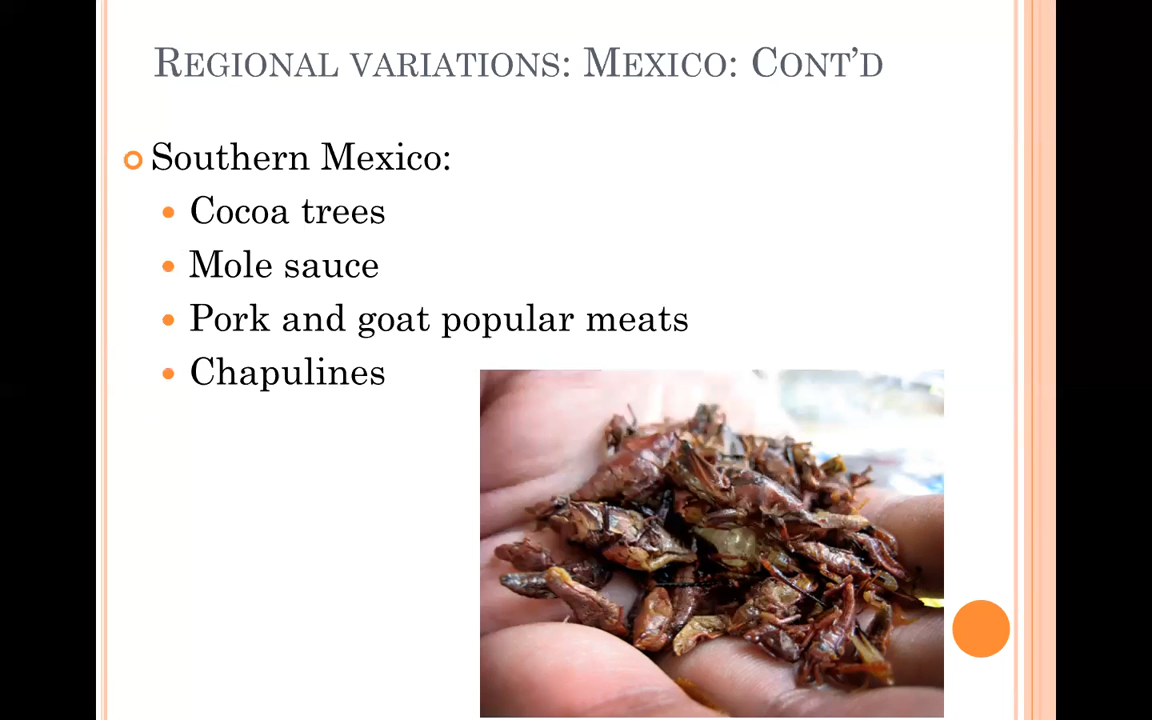 Regional variations: Mexico: Cont'd
Southern Mexico:
Cocoa trees
Mole sauce
Pork and goat popular meats
Chapulines